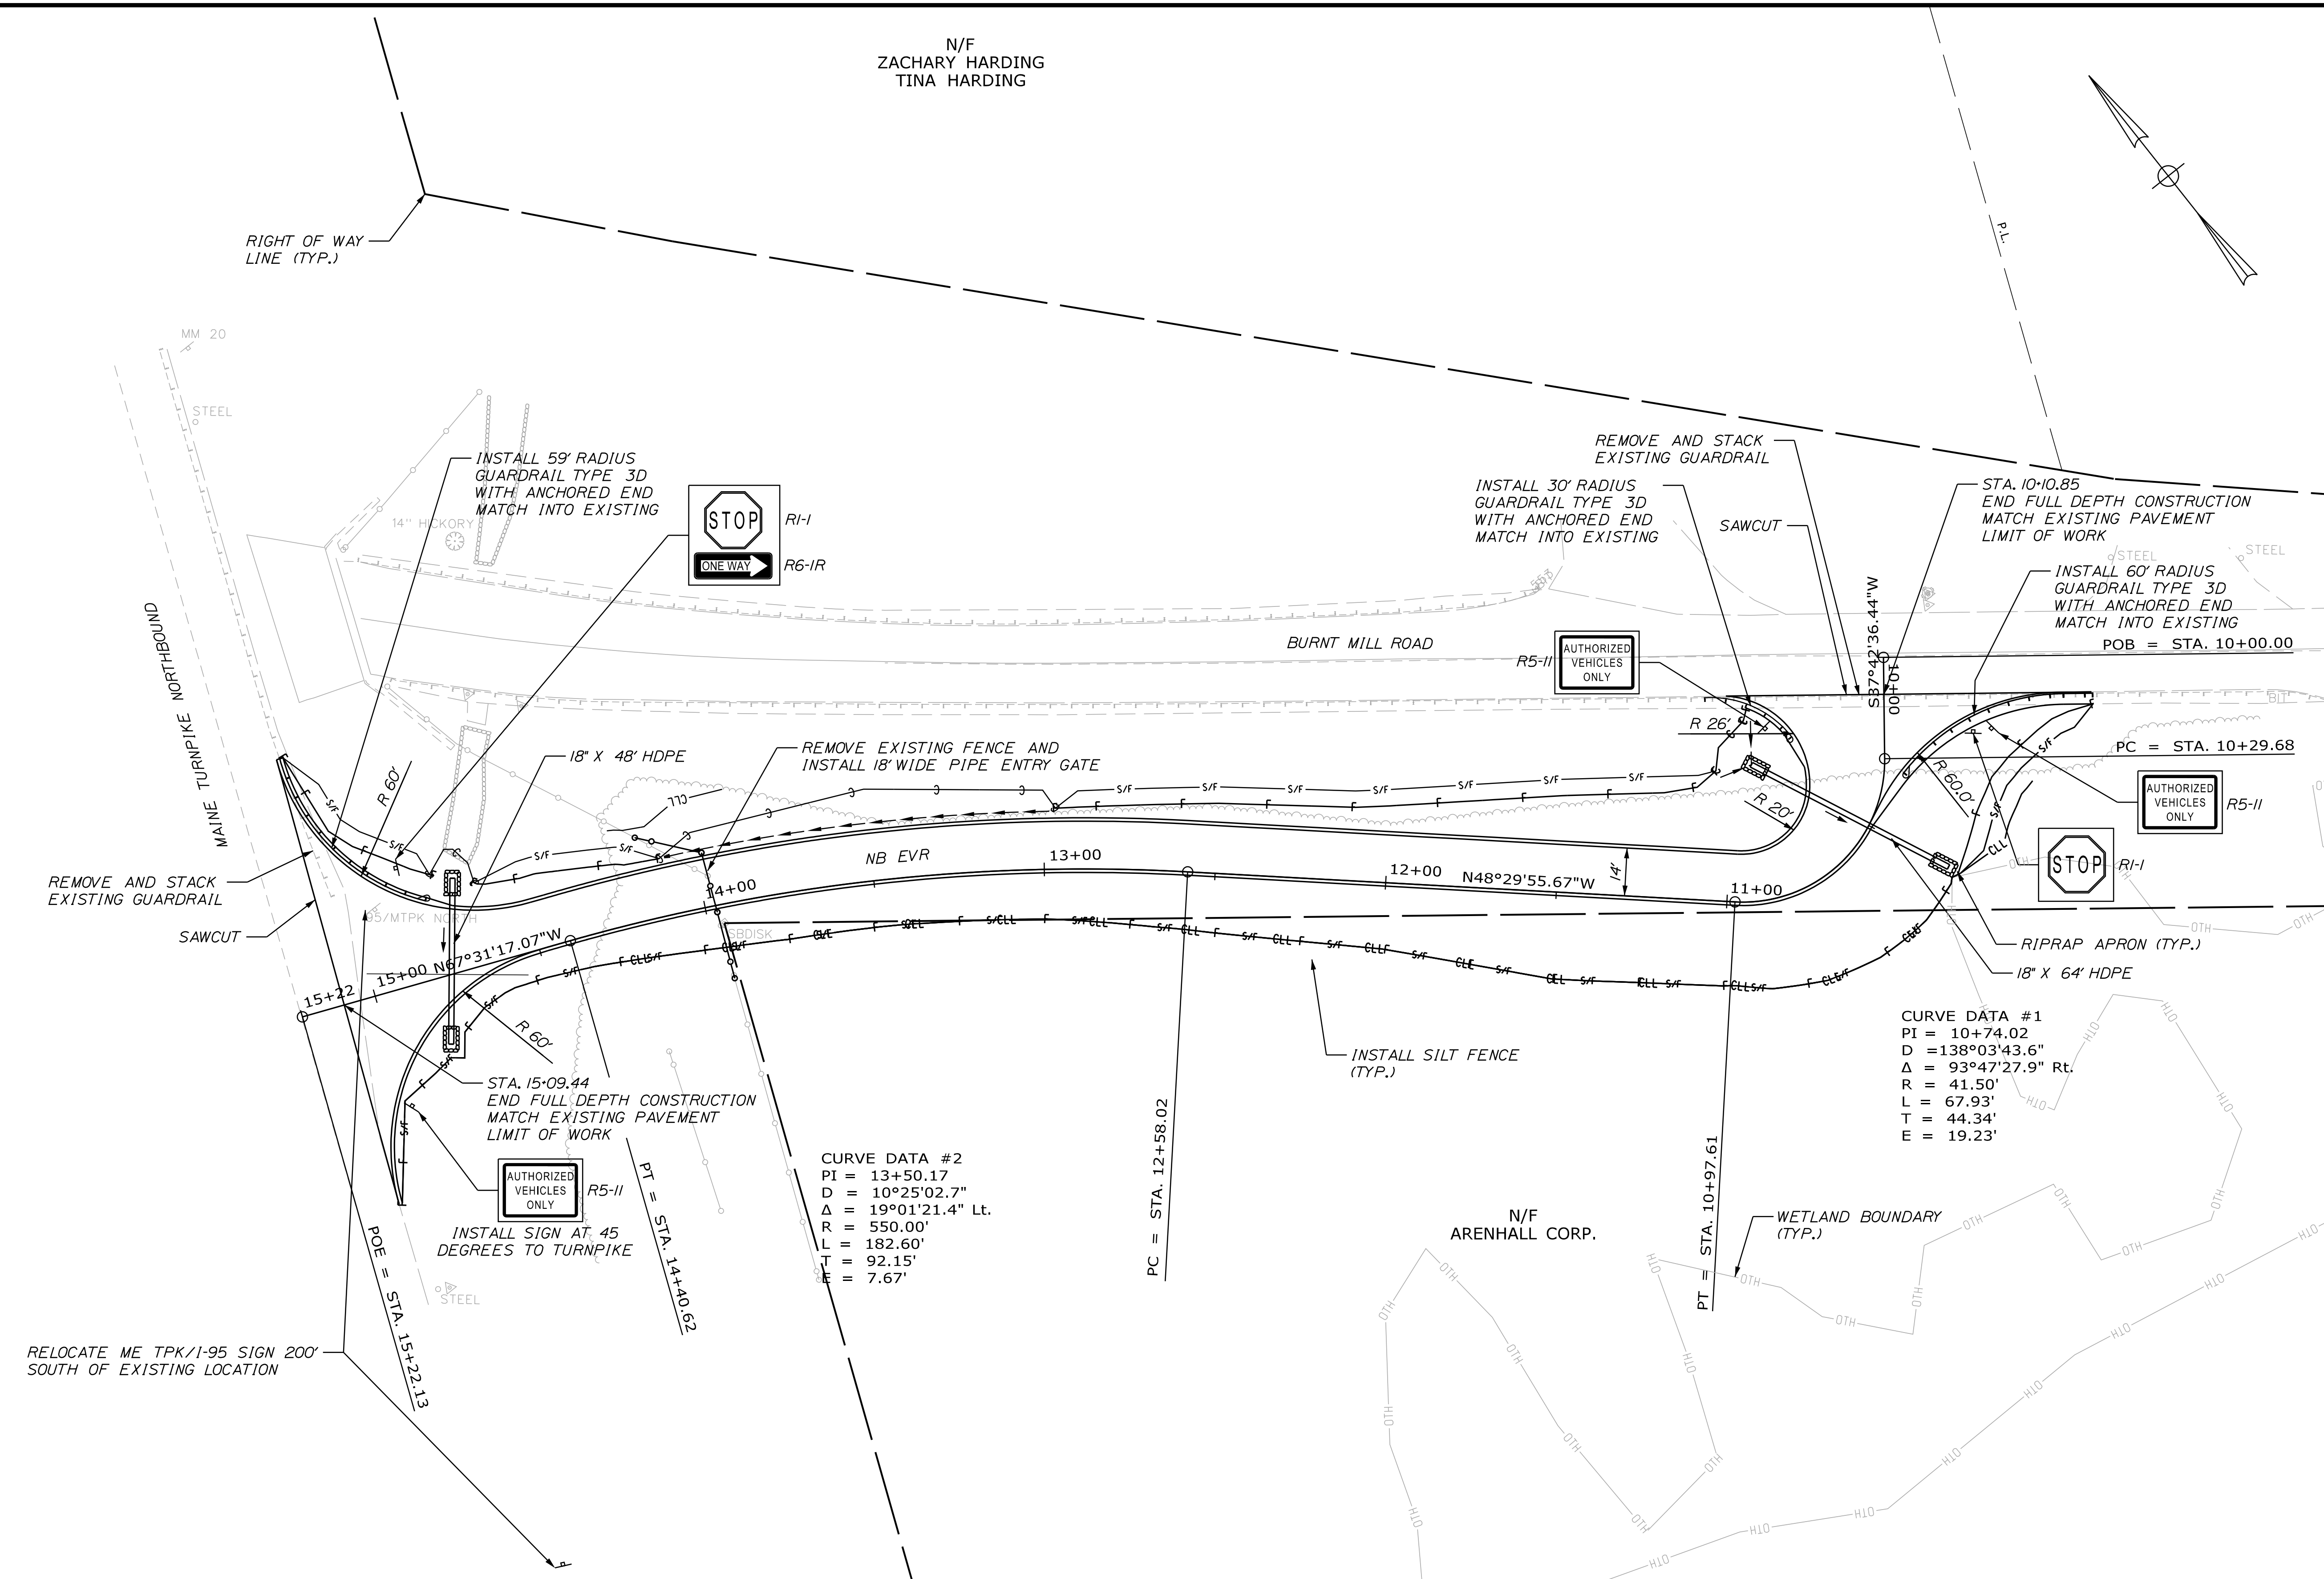 N/F
ZACHARY HARDING
TINA HARDING
P.L.
RIGHT OF WAY
LINE (TYP.)
MM 20
STEEL
14" HICKORY
INSTALL 59' RADIUS
GUARDRAIL TYPE 3D
WITH ANCHORED END
MATCH INTO EXISTING
STOP
R1-1
ONE WAY
R6-1R
REMOVE AND STACK
EXISTING GUARDRAIL
INSTALL 30' RADIUS
GUARDRAIL TYPE 3D
WITH ANCHORED END
MATCH INTO EXISTING
SAWCUT
STA. 10+10.85
END FULL DEPTH CONSTRUCTION
MATCH EXISTING PAVEMENT
LIMIT OF WORK
STEEL
STEEL
INSTALL 60' RADIUS
GUARDRAIL TYPE 3D
WITH ANCHORED END
MATCH INTO EXISTING
POB = STA. 10+00.00
S37°42'36.44"W
10+00
BURNT MILL ROAD
AUTHORIZED
VEHICLES
ONLY
R5-11
BIT
MAINE TURNPIKE NORTHBOUND
R 26'
R 20'
R 60.0'
PC = STA. 10+29.68
AUTHORIZED
VEHICLES
ONLY
R5-11
STOP
R1-1
18" X 48' HDPE
REMOVE EXISTING FENCE AND
INSTALL 18' WIDE PIPE ENTRY GATE
R 60'
S/F
S/F
CLL
S/F
S/F
S/F
S/F
S/F
S/F
S/F
S/F
S/F
S/F
S/F
CLL
REMOVE AND STACK
EXISTING GUARDRAIL
SAWCUT
95/MTPK NORTH
NB EVR
13+00
12+00
N48°29'55.67"W
14'
11+00
14+00
SBDISK
15+22
15+00
N67°31'17.07"W
R 60'
RIPRAP APRON (TYP.)
18" X 64' HDPE
INSTALL SILT FENCE
(TYP.)
CURVE DATA #1
PI = 10+74.02
D =138°03'43.6"
Δ = 93°47'27.9" Rt.
R = 41.50'
L = 67.93'
T = 44.34'
E = 19.23'
STA. 15+09.44
END FULL DEPTH CONSTRUCTION
MATCH EXISTING PAVEMENT
LIMIT OF WORK
AUTHORIZED
VEHICLES
ONLY
R5-11
INSTALL SIGN AT 45
DEGREES TO TURNPIKE
STEEL
CURVE DATA #2
PI = 13+50.17
D = 10°25'02.7"
Δ = 19°01'21.4" Lt.
R = 550.00'
L = 182.60'
T = 92.15'
E = 7.67'
POE = STA. 15+22.13
PT = STA. 14+40.62
PC = STA. 12+58.02
PT = STA. 10+97.61
N/F
ARENHALL CORP.
WETLAND BOUNDARY
(TYP.)
RELOCATE ME TPK/I-95 SIGN 200'
SOUTH OF EXISTING LOCATION